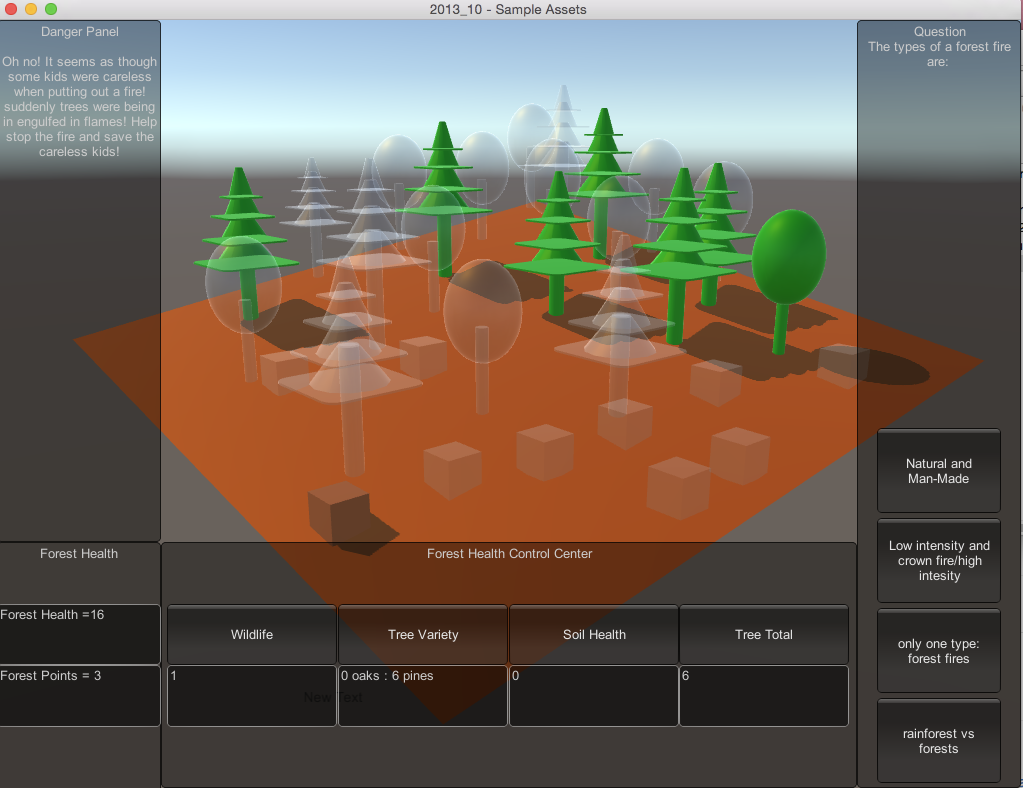 2013_10 - Sample Assets
Danger Panel
Oh no! It seems as though
some kids were careless
when putting out a fire!
suddenly trees were being
in engulfed in flames! Help
stop the fire and save the
careless kids!
Question
The types of a forest fire
are:
Natural and
Man-Made
Low intensity and
crown fire/high
intesity
only one type:
forest fires
rainforest vs
forests
Forest Health
Forest Health =16
Forest Points = 3
Forest Health Control Center
Wildlife
Tree Variety
Soil Health
Tree Total
1
0 oaks : 6 pines
0
6
New Text